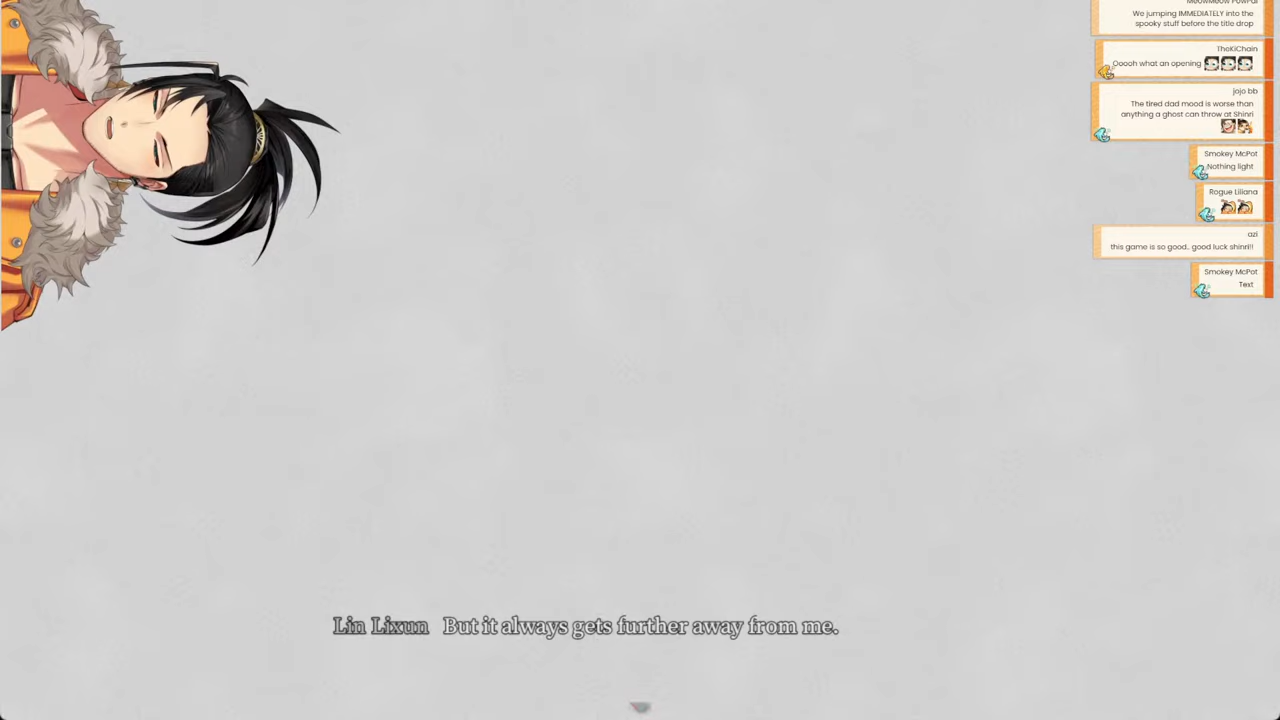 MeowMeow PowPal
We jumping IMMEDIATELY into the
spooky stuff before the title drop
TheKiChain
Ooooh what an opening
jojo bb
The tired dad mood is worse than
anything a ghost can throw at Shinri
Smokey McPot
Nothing light
Rogue Liliana
azi
this game is so good.. good luck shinri!!
Smokey McPot
Text
Lin Lixun But it always gets further away from me.